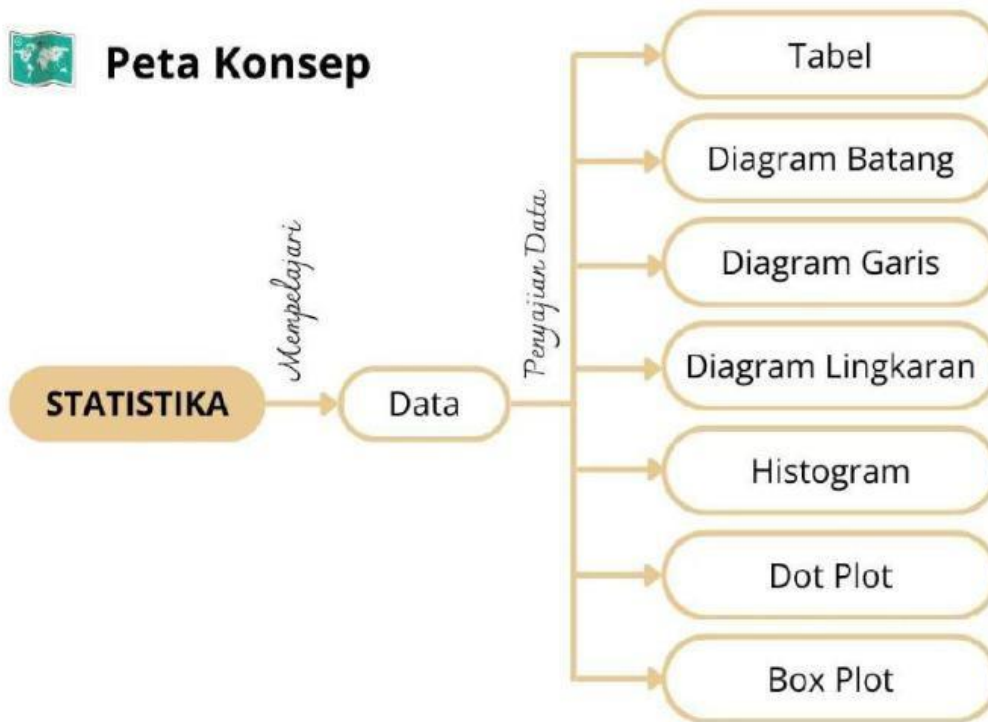 Peta Konsep
STATISTIKA
Mempelajari
Data
Penyajian Data
Tabel
Diagram Batang
Diagram Garis
Diagram Lingkaran
Histogram
Dot Plot
Box Plot